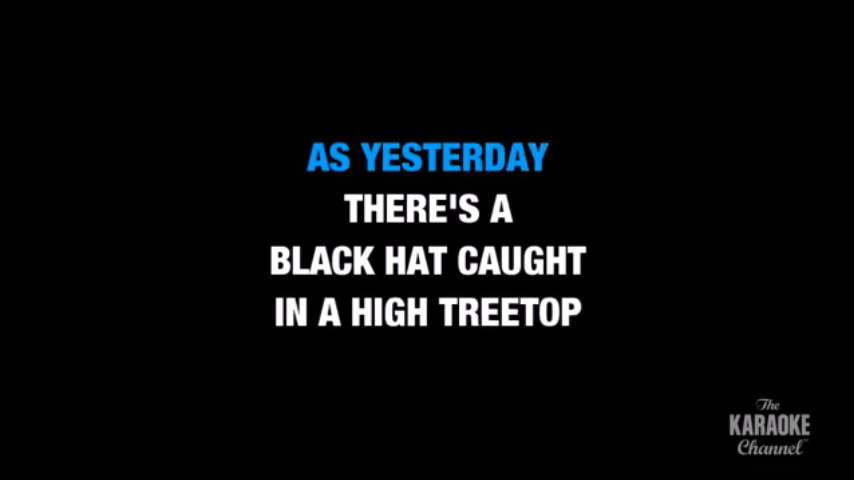 AS YESTERDAY
THERE'S A
BLACK HAT CAUGHT
IN A HIGH TREETOP
The
KARAOKE
Channel